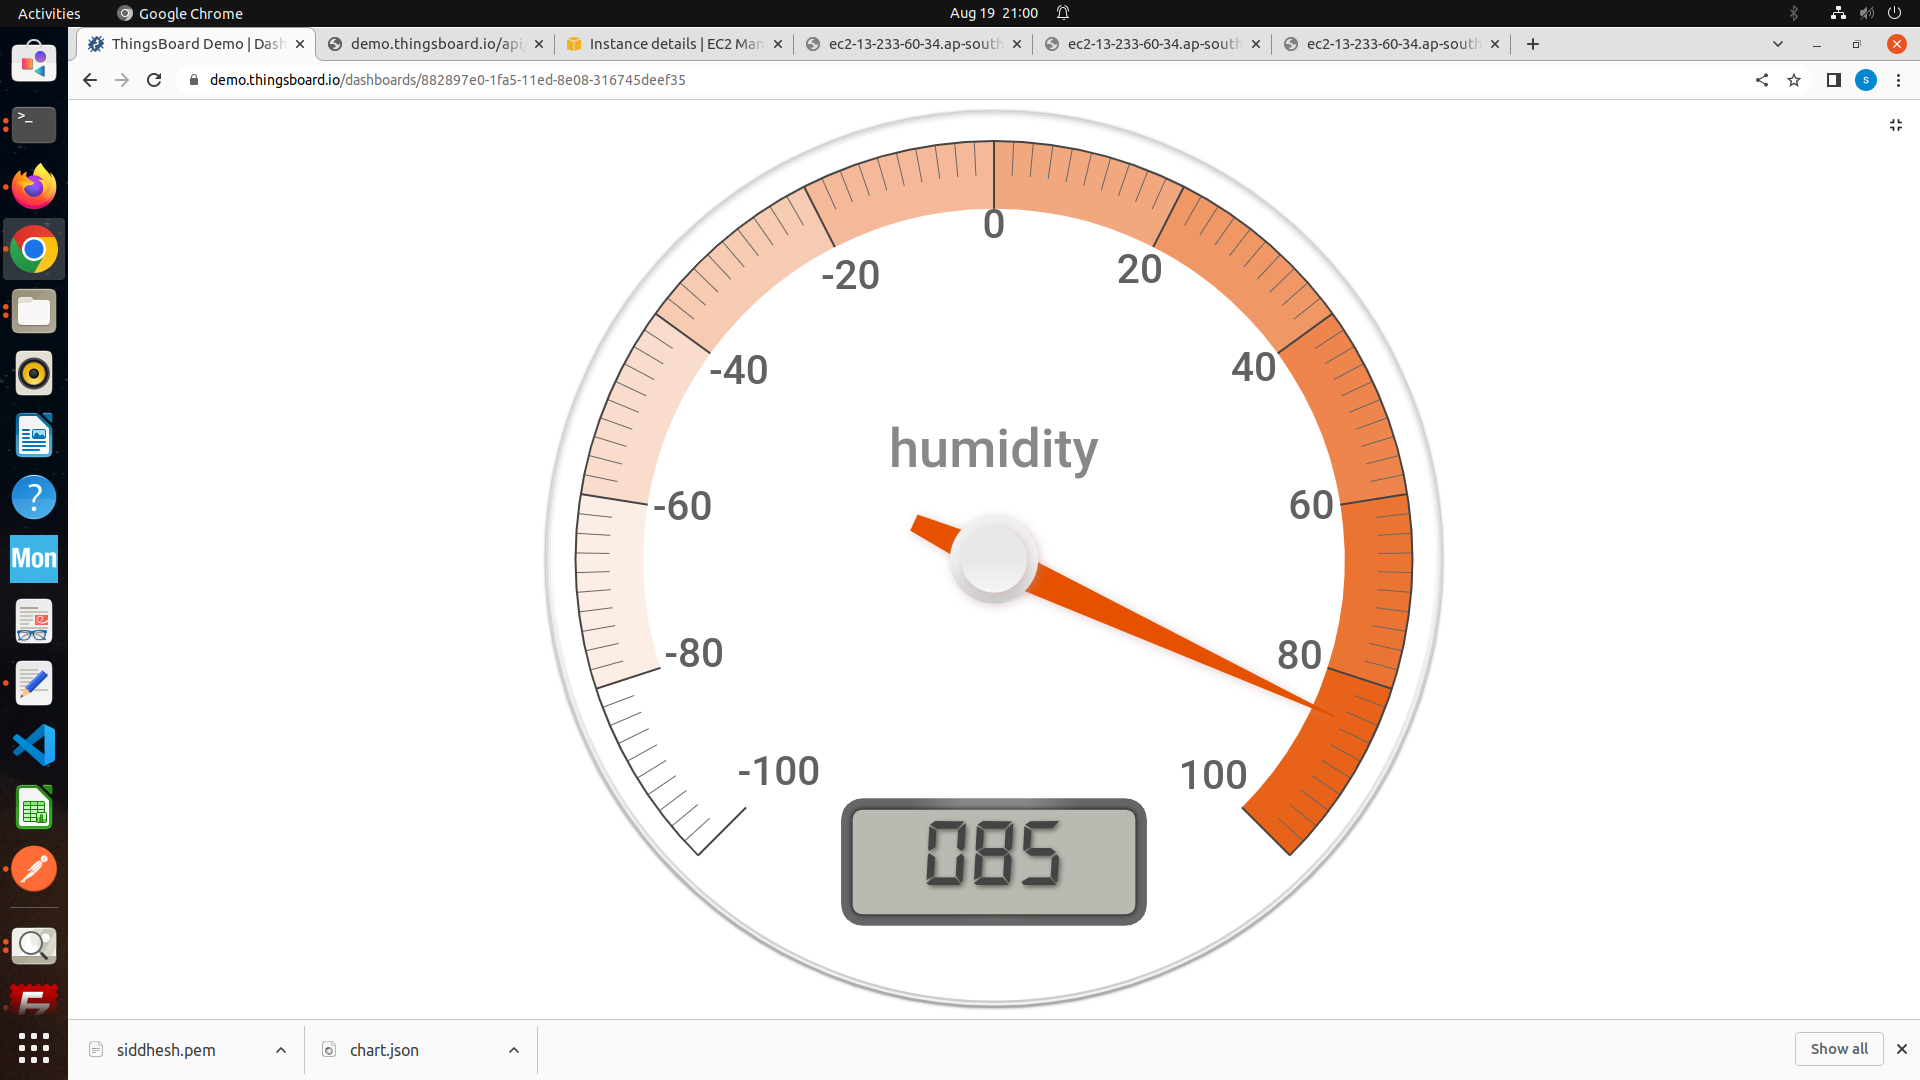 Activities
Google Chrome
Aug 19 21:00
ThingsBoard Demo | Dash
demo.thingsboard.io/api
Instance details | EC2 Man
ec2-13-233-60-34.ap-south
ec2-13-233-60-34.ap-south
ec2-13-233-60-34.ap-south
demo.thingsboard.io/dashboards/882897e0-1fa5-11ed-8e08-316745deef35
S
0
-20
20
-40
40
humidity
-60
60
-80
80
-100
100
085
>_
?
Mon
siddhesh.pem
chart.json
Show all